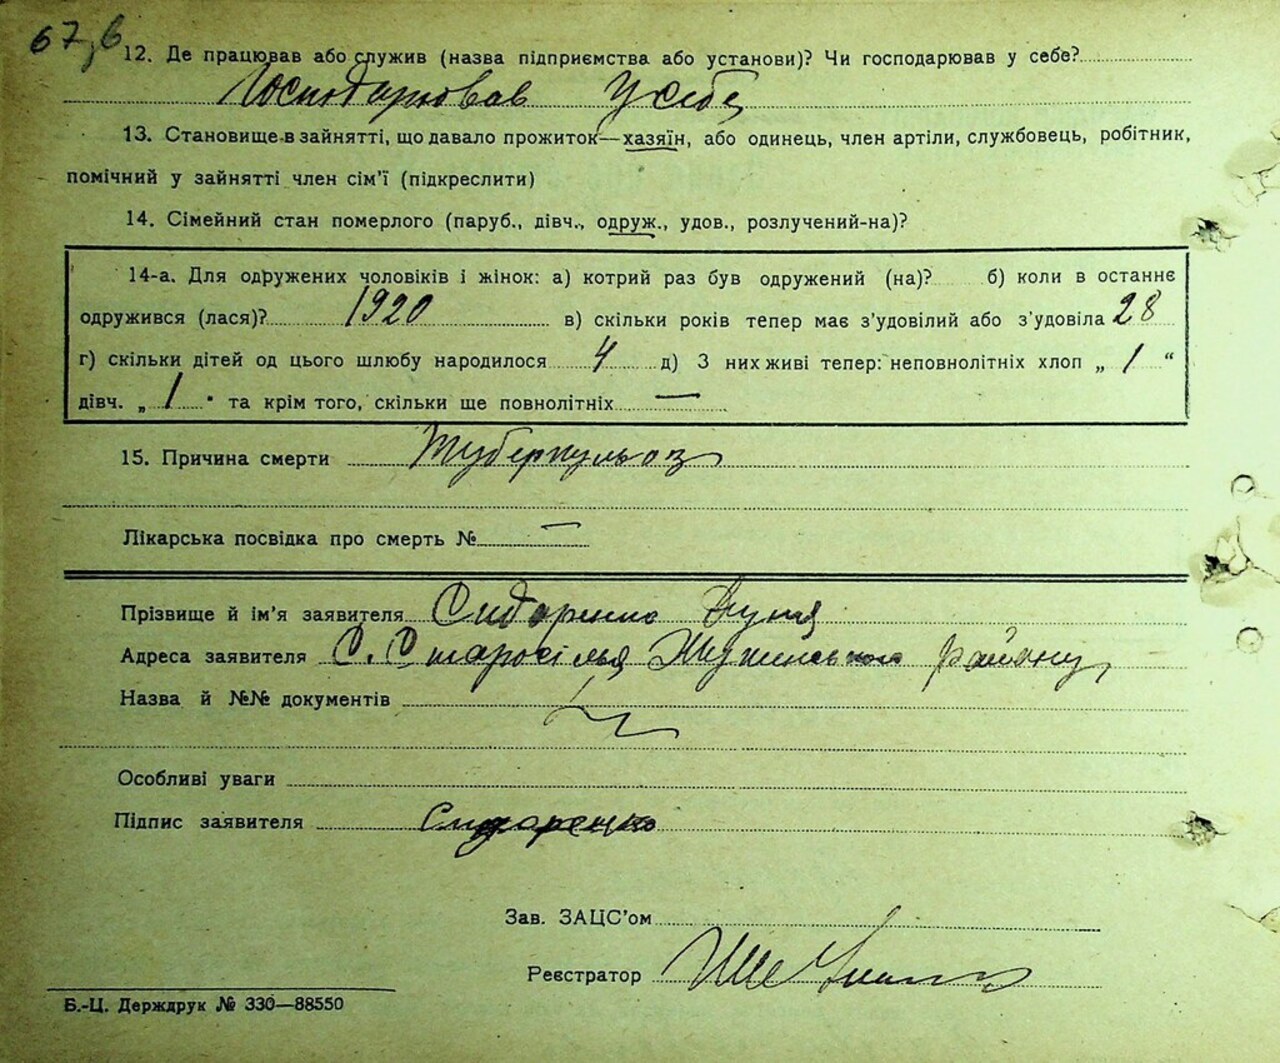 67, б
12. Де працював або служив (назва підприємства або установи)? Чи господарював у себе?
Господарював у себе
13. Становище в зайнятті, що давало прожиток—хазяїн, або одинець, член артіли, службовець, робітник,
помічний у зайнятті член сім'ї (підкреслити)
14. Сімейний стан померлого (паруб., дівч., одруж., удов., розлучений-на)?
14-а. Для одружених чоловіків і жінок: а) котрий раз був одружений (на)? б) коли в останнє
одружився (лася)? 1920 в) скільки років тепер має з'удовілий або з'удовіла 28
г) скільки дітей од цього шлюбу народилося 4 д) З них живі тепер: неповнолітніх хлоп „ 1 “
дівч. „ 1 " та крім того, скільки ще повнолітніх —
15. Причина смерти Туберкульоз
Лікарська посвідка про смерть № —
Прізвище й ім'я заявителя Сидоренко
Адреса заявителя С. Старосілья району
Назва й №№ документів
Особливі уваги
Підпис заявителя Сидоренко
Зав. ЗАЦС'ом
Реєстратор
Б.-Ц. Держдрук № 330—88550